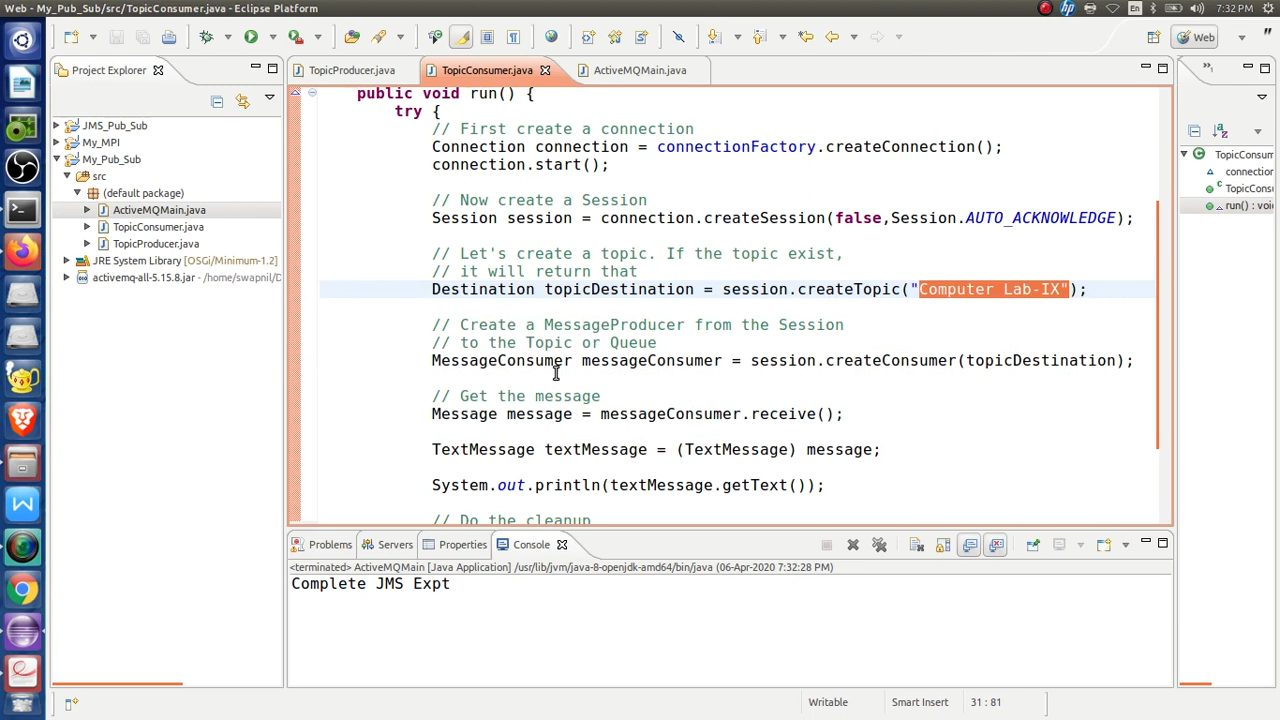 Web - My_Pub_Sub/src/TopicConsumer.java - Eclipse Platform
En
7:32 PM
Web
Project Explorer
JMS_Pub_Sub
My_MPI
My_Pub_Sub
src
(default package)
ActiveMQMain.java
TopicConsumer.java
TopicProducer.java
JRE System Library [OSGi/Minimum-1.2]
activemq-all-5.15.8.jar - /home/swapnil/D
TopicProducer.java
TopicConsumer.java
ActiveMQMain.java
public void run() {
try {
// First create a connection
Connection connection = connectionFactory.createConnection();
connection.start();
// Now create a Session
Session session = connection.createSession(false,Session.AUTO_ACKNOWLEDGE);
// Let's create a topic. If the topic exist,
// it will return that
Destination topicDestination = session.createTopic("Computer Lab-IX");
// Create a MessageProducer from the Session
// to the Topic or Queue
MessageConsumer messageConsumer = session.createConsumer(topicDestination);
// Get the message
Message message = messageConsumer.receive();
TextMessage textMessage = (TextMessage) message;
System.out.println(textMessage.getText());
// Do the cleanup
TopicConsum
connection
TopicCons
run() : voi
Problems
Servers
Properties
Console
<terminated> ActiveMQMain [Java Application] /usr/lib/jvm/java-8-openjdk-amd64/bin/java (06-Apr-2020 7:32:28 PM)
Complete JMS Expt
Writable
Smart Insert
31 : 81